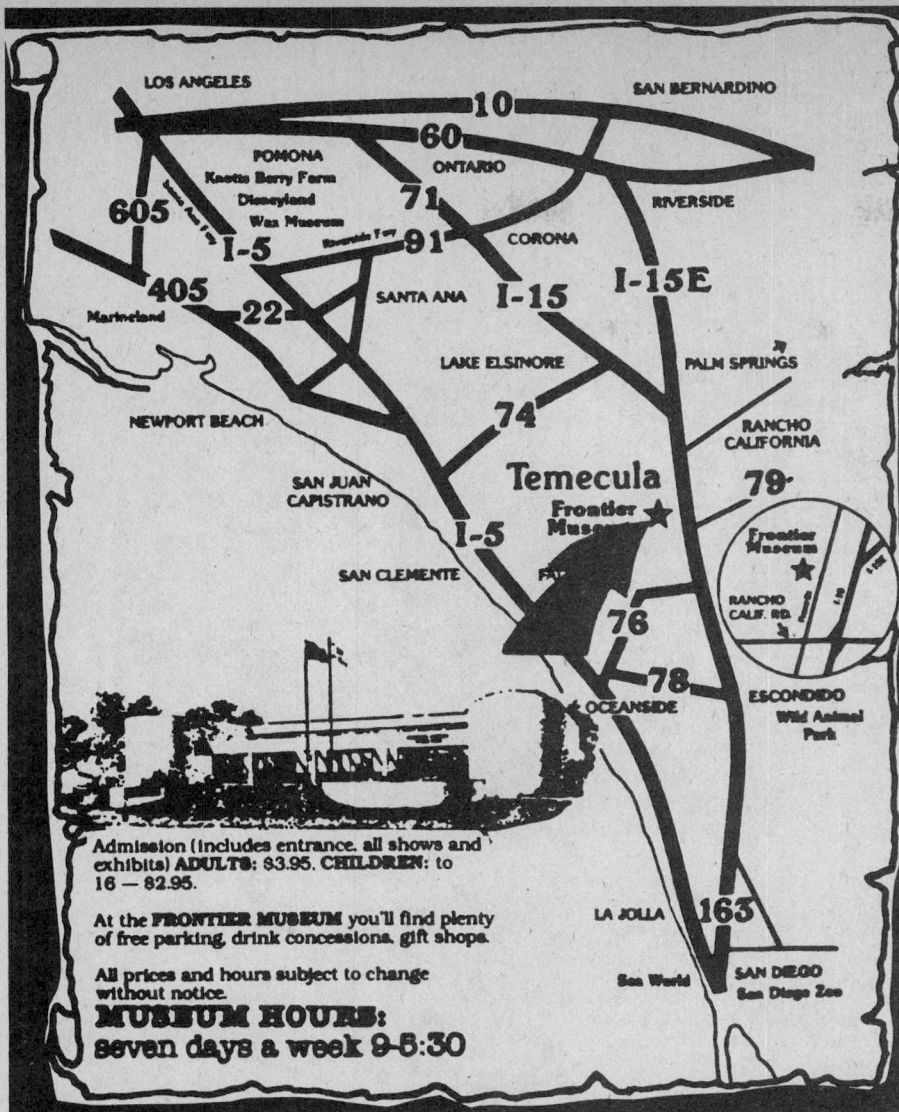 LOS ANGELES
SAN BERNARDINO
10
60
POMONA
ONTARIO
Knotts Berry Farm
Disneyland
Wax Museum
71
605
RIVERSIDE
Riverside Fwy
91
CORONA
I-5
I-15
I-15E
405
22
SANTA ANA
Marineland
LAKE ELSINORE
PALM SPRINGS
74
NEWPORT BEACH
RANCHO
CALIFORNIA
Temecula
79
SAN JUAN
CAPISTRANO
Frontier
Museum
I-5
Frontier
Museum
SAN CLEMENTE
RANCHO
CALIF. RD.
76
78
ESCONDIDO
OCEANSIDE
Wild Animal
Park
Admission (includes entrance, all shows and
exhibits) ADULTS: $3.95. CHILDREN: to
16 — $2.95.
At the FRONTIER MUSEUM you'll find plenty
of free parking, drink concessions, gift shops.
LA JOLLA
163
All prices and hours subject to change
without notice.
Sea World
SAN DIEGO
San Diego Zoo
MUSEUM HOURS:
seven days a week 9-5:30